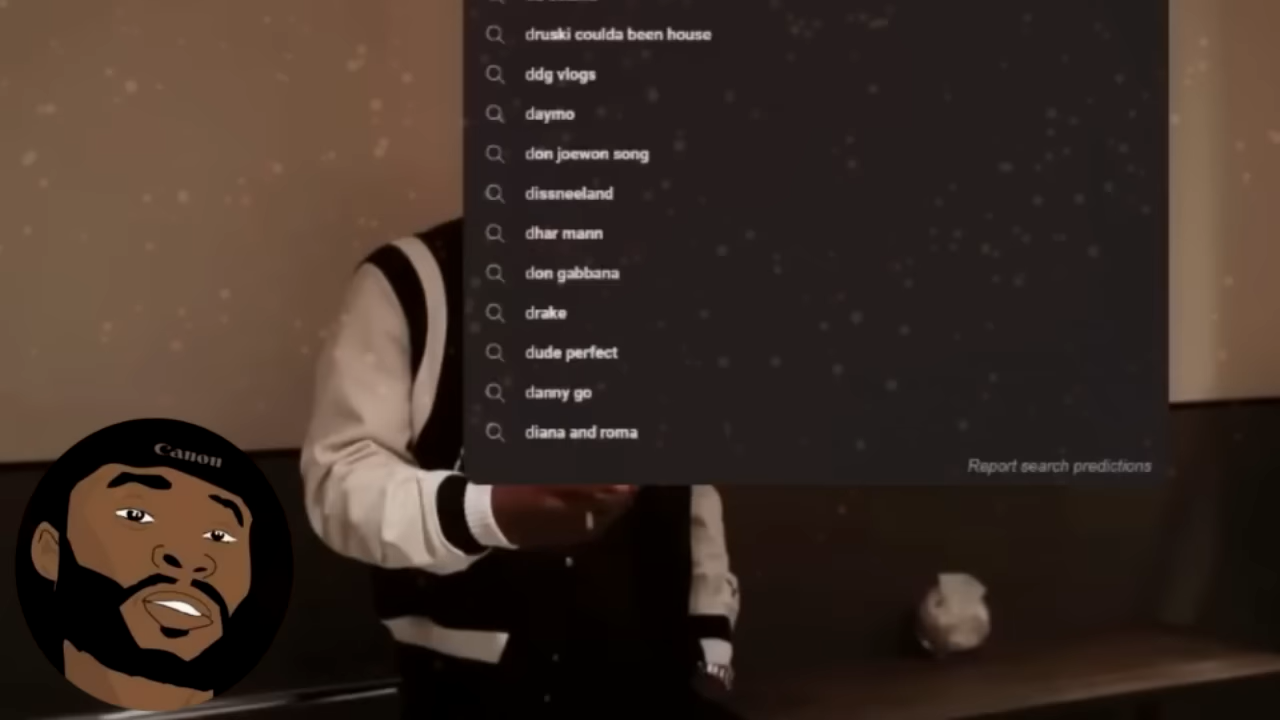 druski coulda been house
ddg vlogs
daymo
don joewon song
dissneeland
dhar mann
don gabbana
drake
dude perfect
danny go
diana and roma
Report search predictions
Canon